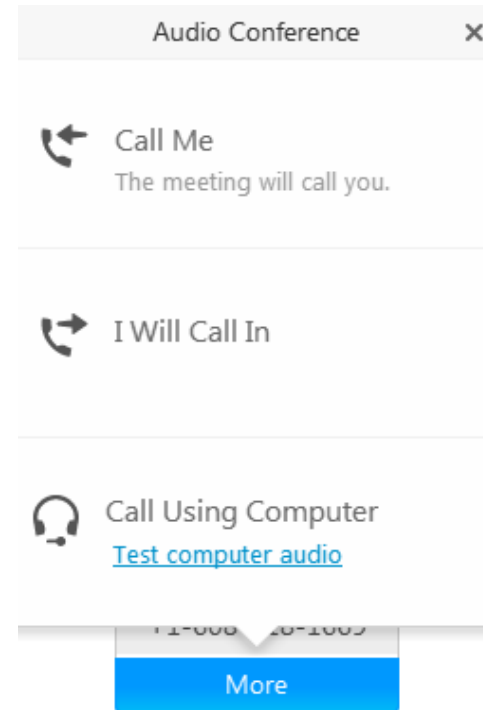 Audio Conference
Call Me
The meeting will call you.
I Will Call In
Call Using Computer
Test computer audio
More